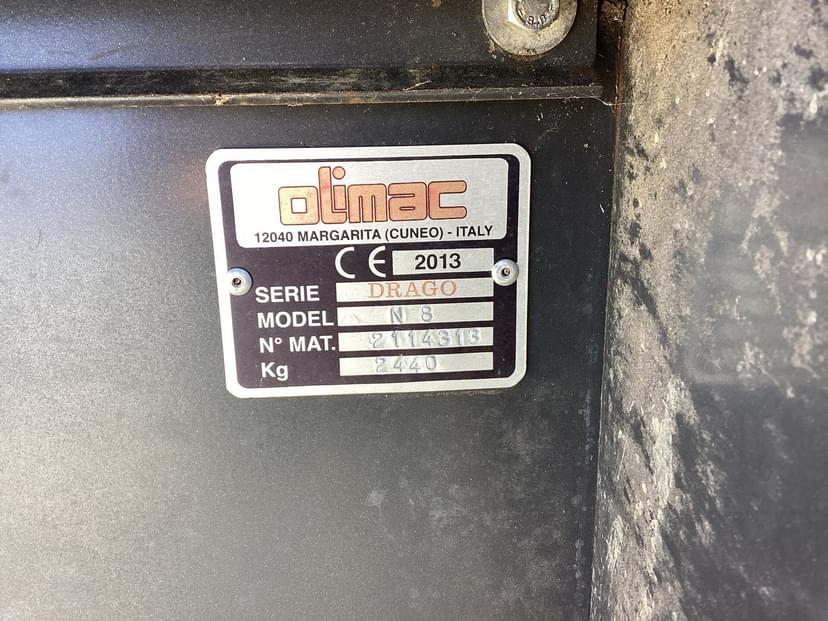 olimac
12040 MARGARITA (CUNEO) - ITALY
CE 2013
SERIE DRAGO
MODEL N 8
N° MAT. 2114313
Kg 2440